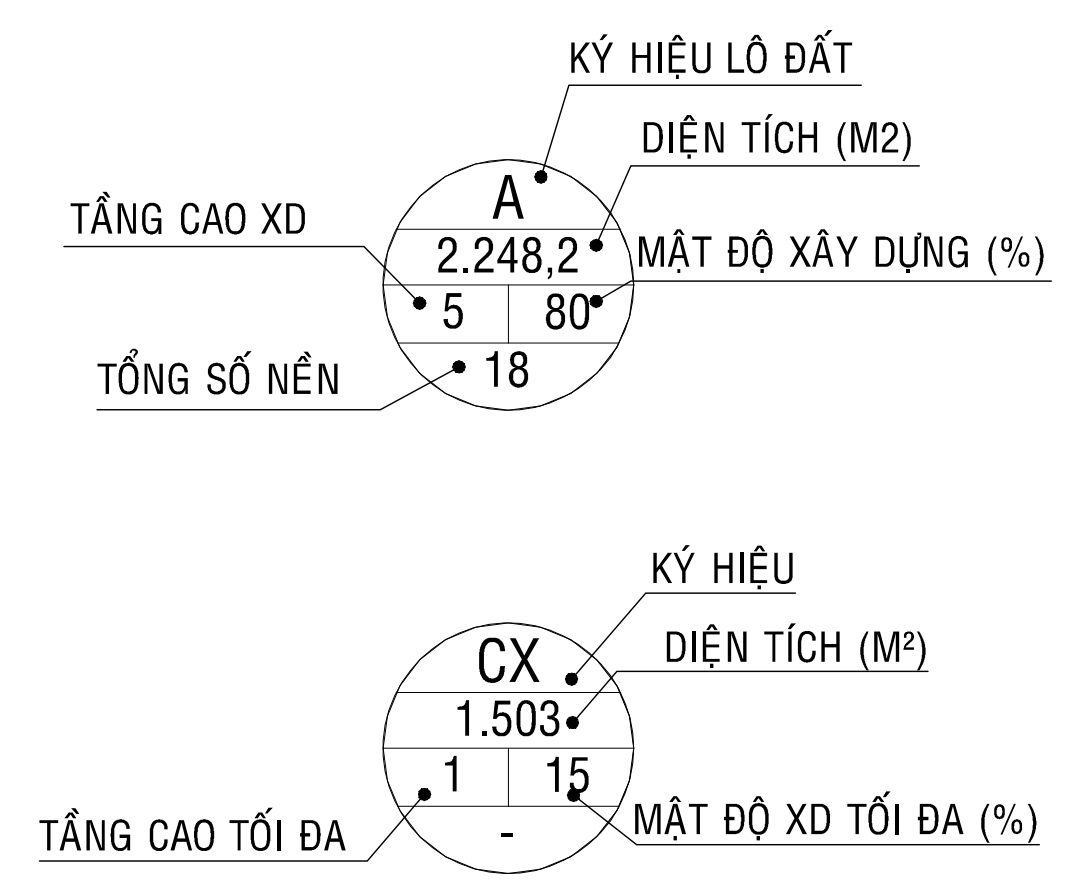 KÝ HIỆU LÔ ĐẤT
DIỆN TÍCH (M2)
A
TẦNG CAO XD
2.248,2
MẬT ĐỘ XÂY DỰNG (%)
5
80
18
TỔNG SỐ NỀN
KÝ HIỆU
CX
DIỆN TÍCH (M²)
1.503
1
15
TẦNG CAO TỐI ĐA
-
MẬT ĐỘ XD TỐI ĐA (%)